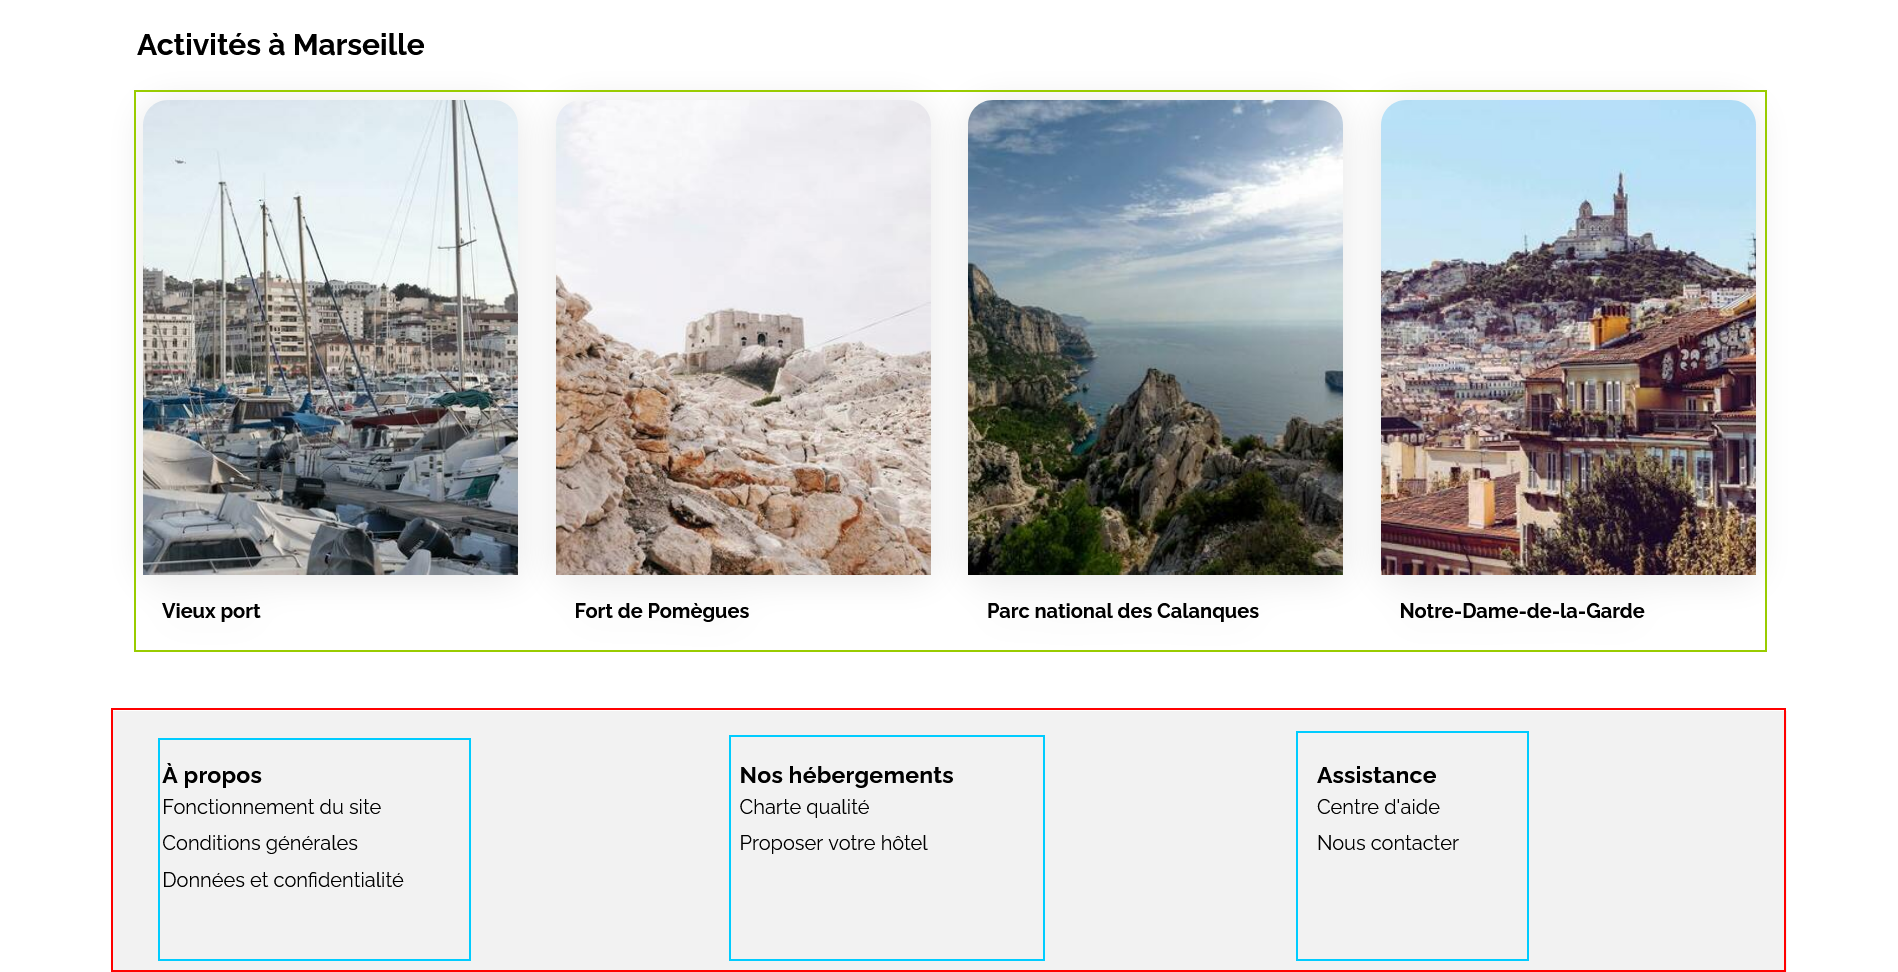 Activités à Marseille
Vieux port
Fort de Pomègues
Parc national des Calanques
Notre-Dame-de-la-Garde
À propos
Fonctionnement du site
Conditions générales
Données et confidentialité
Nos hébergements
Charte qualité
Proposer votre hôtel
Assistance
Centre d'aide
Nous contacter